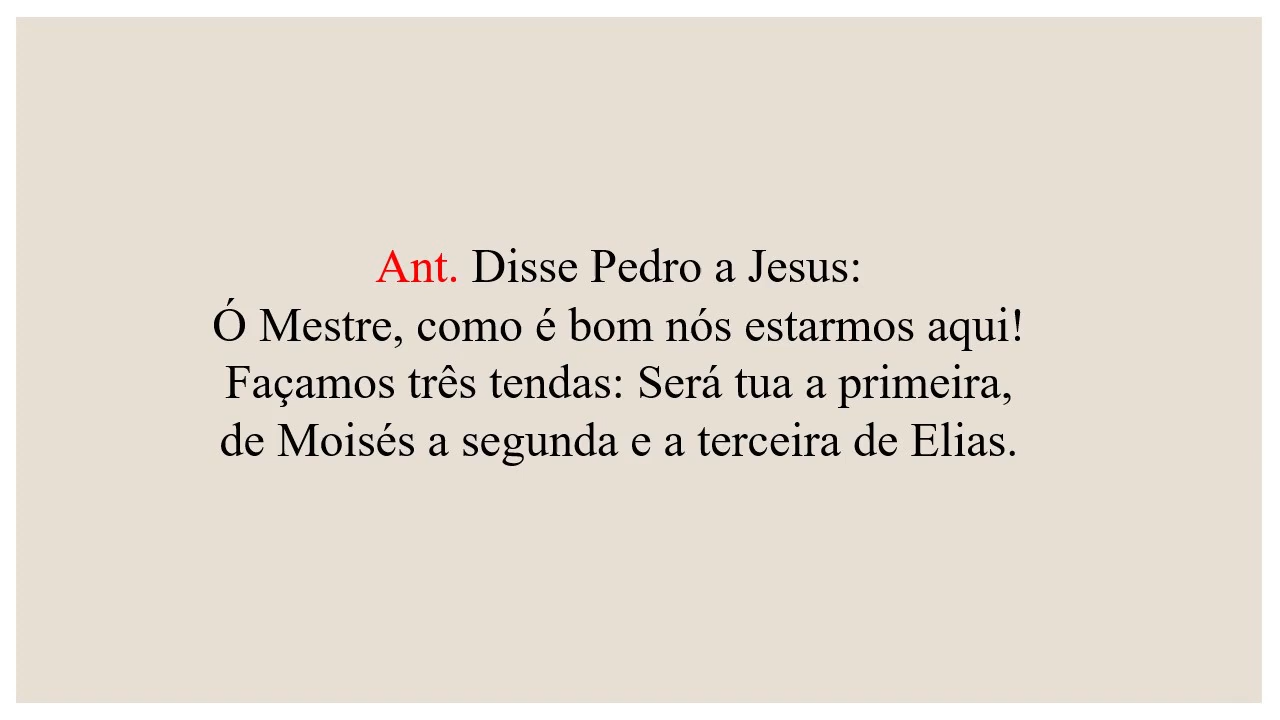 Ant. Disse Pedro a Jesus:
Ó Mestre, como é bom nós estarmos aqui!
Façamos três tendas: Será tua a primeira,
de Moisés a segunda e a terceira de Elias.